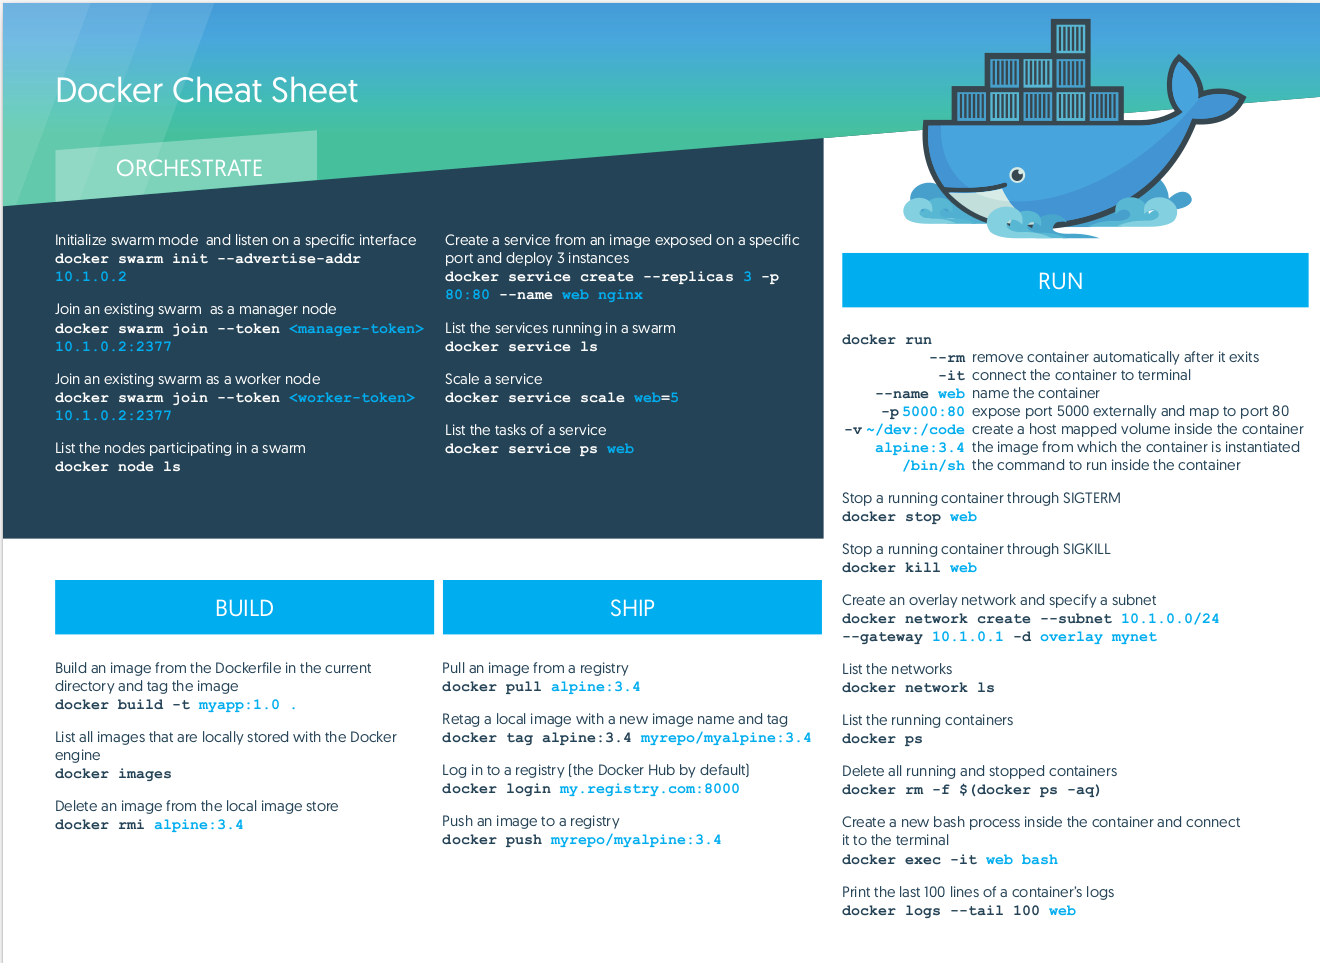 Docker Cheat Sheet
ORCHESTRATE
Initialize swarm mode  and listen on a specific interface
docker swarm init --advertise-addr
10.1.0.2
Join an existing swarm  as a manager node
docker swarm join --token <manager-token>
10.1.0.2:2377
Join an existing swarm as a worker node
docker swarm join --token <worker-token>
10.1.0.2:2377
List the nodes participating in a swarm
docker node ls
Create a service from an image exposed on a specific
port and deploy 3 instances
docker service create --replicas 3 -p
80:80 --name web nginx
List the services running in a swarm
docker service ls
Scale a service
docker service scale web=5
List the tasks of a service
docker service ps web
BUILD
Build an image from the Dockerfile in the current
directory and tag the image
docker build -t myapp:1.0 .
List all images that are locally stored with the Docker
engine
docker images
Delete an image from the local image store
docker rmi alpine:3.4
SHIP
Pull an image from a registry
docker pull alpine:3.4
Retag a local image with a new image name and tag
docker tag alpine:3.4 myrepo/myalpine:3.4
Log in to a registry (the Docker Hub by default)
docker login my.registry.com:8000
Push an image to a registry
docker push myrepo/myalpine:3.4
RUN
docker run
--rm remove container automatically after it exits
-it connect the container to terminal
--name web name the container
-p 5000:80 expose port 5000 externally and map to port 80
-v ~/dev:/code create a host mapped volume inside the container
alpine:3.4 the image from which the container is instantiated
/bin/sh the command to run inside the container
Stop a running container through SIGTERM
docker stop web
Stop a running container through SIGKILL
docker kill web
Create an overlay network and specify a subnet
docker network create --subnet 10.1.0.0/24
--gateway 10.1.0.1 -d overlay mynet
List the networks
docker network ls
List the running containers
docker ps
Delete all running and stopped containers
docker rm -f $(docker ps -aq)
Create a new bash process inside the container and connect
it to the terminal
docker exec -it web bash
Print the last 100 lines of a container's logs
docker logs --tail 100 web